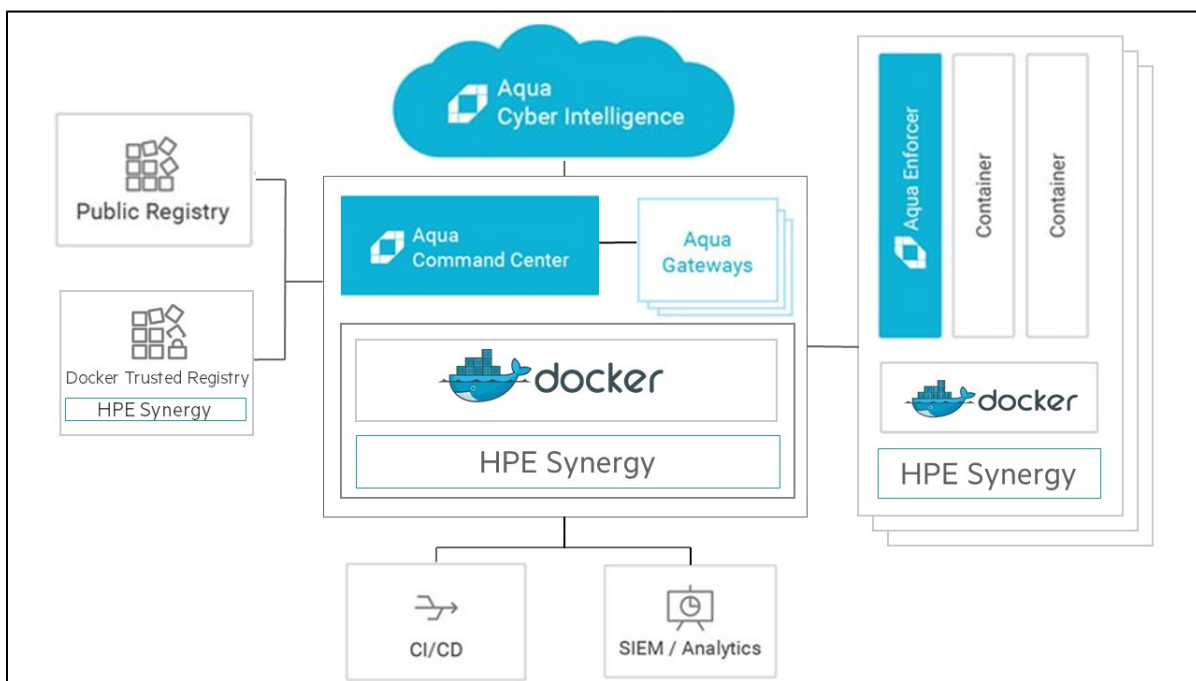 Aqua
Cyber Intelligence
Public Registry
Docker Trusted Registry
HPE Synergy
Aqua
Command Center
Aqua
Gateways
docker
HPE Synergy
Aqua Enforcer
Container
Container
docker
HPE Synergy
CI/CD
SIEM / Analytics